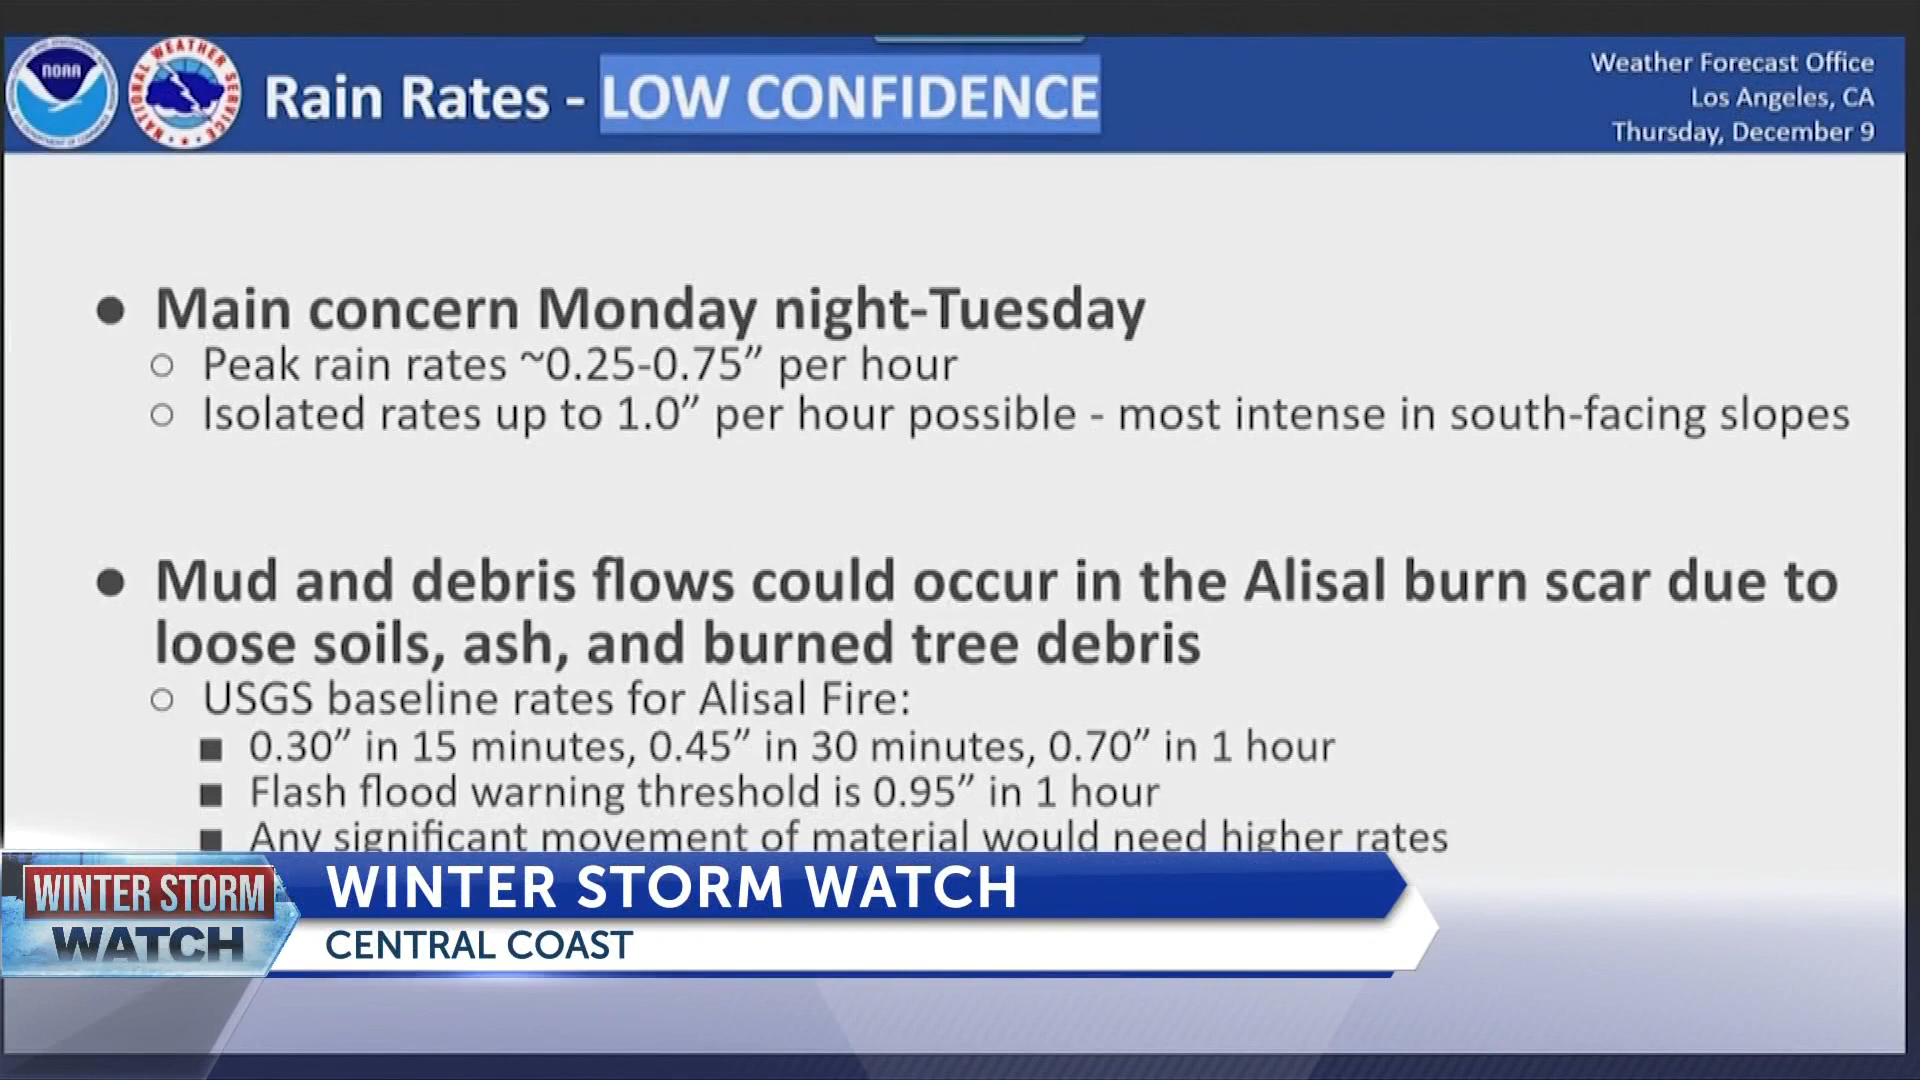 NOAA
NATIONAL WEATHER SERVICE
Rain Rates - LOW CONFIDENCE
Weather Forecast Office
Los Angeles, CA
Thursday, December 9
● Main concern Monday night-Tuesday
○ Peak rain rates ~0.25-0.75” per hour
○ Isolated rates up to 1.0” per hour possible - most intense in south-facing slopes
● Mud and debris flows could occur in the Alisal burn scar due to
loose soils, ash, and burned tree debris
○ USGS baseline rates for Alisal Fire:
■ 0.30” in 15 minutes, 0.45” in 30 minutes, 0.70” in 1 hour
■ Flash flood warning threshold is 0.95” in 1 hour
■ Any significant movement of material would need higher rates
WINTER STORM
WATCH
WINTER STORM WATCH
CENTRAL COAST